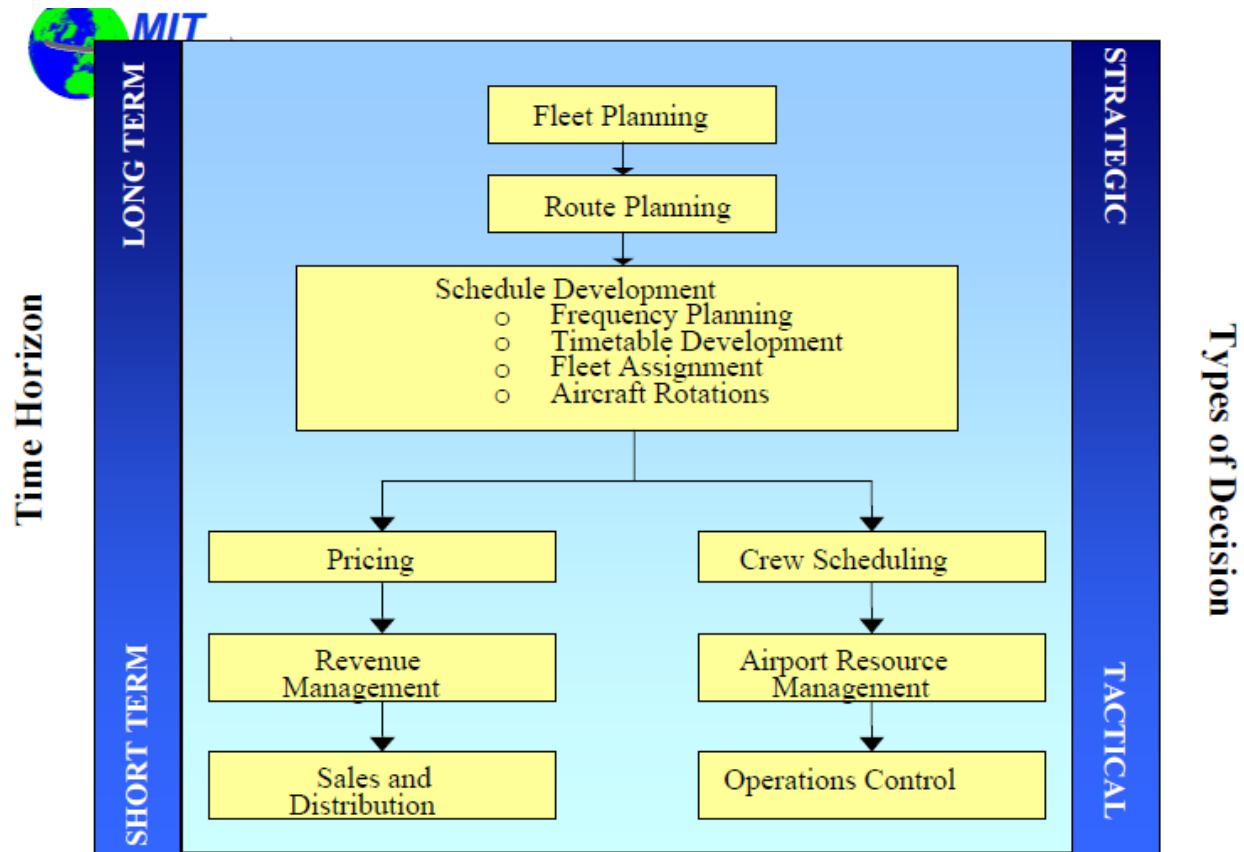 MIT
LONG TERM
SHORT TERM
Time Horizon
STRATEGIC
TACTICAL
Types of Decision
Fleet Planning
Route Planning
Schedule Development
o Frequency Planning
o Timetable Development
o Fleet Assignment
o Aircraft Rotations
Pricing
Crew Scheduling
Revenue
Management
Airport Resource
Management
Sales and
Distribution
Operations Control